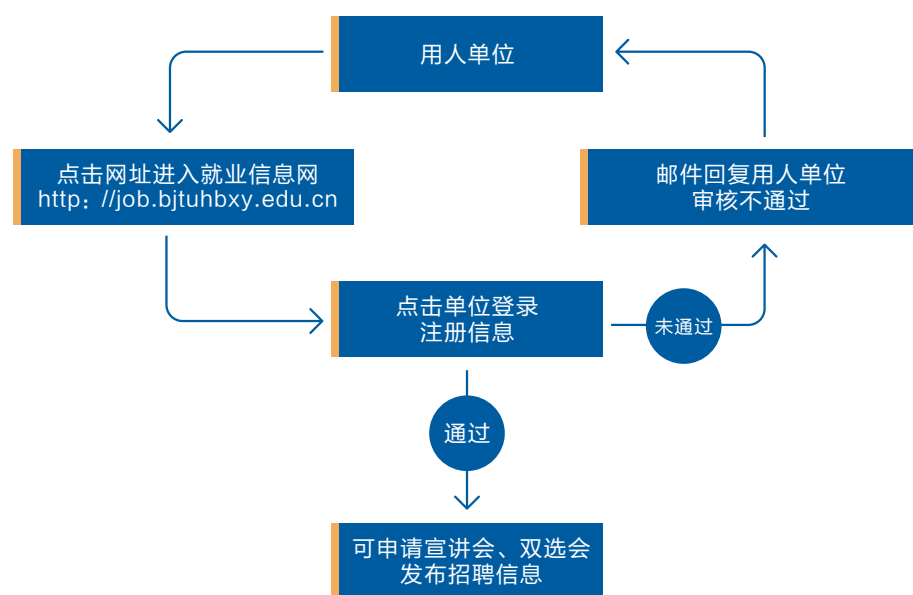 用人单位
点击网址进入就业信息网
http：//job.bjtuhbxy.edu.cn
邮件回复用人单位
审核不通过
点击单位登录
注册信息
未通过
通过
可申请宣讲会、双选会
发布招聘信息